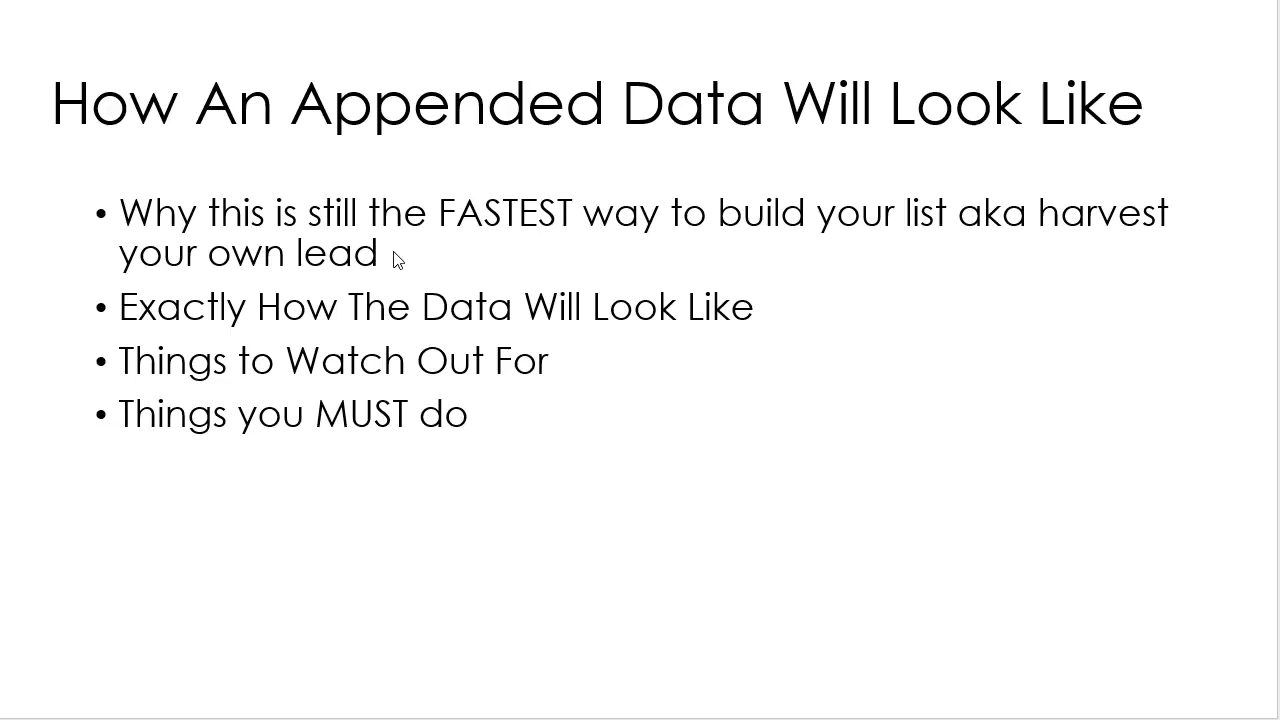 How An Appended Data Will Look Like
• Why this is still the FASTEST way to build your list aka harvest
your own lead
• Exactly How The Data Will Look Like
• Things to Watch Out For
• Things you MUST do